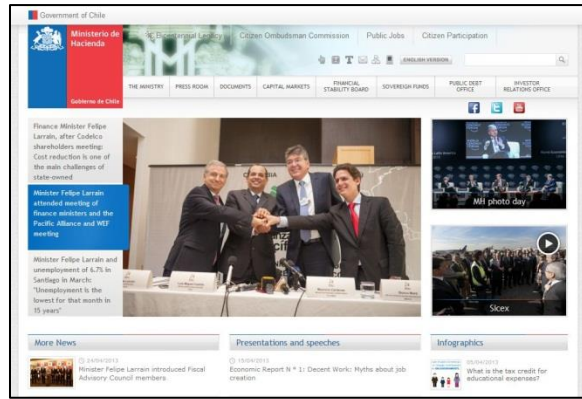 Government of Chile
Ministerio de
Hacienda
Gobierno de Chile
Bicentennial Legacy
Citizen Ombudsman Commission
Public Jobs
Citizen Participation
ENGLISH VERSION
THE MINISTRY
PRESS ROOM
DOCUMENTS
CAPITAL MARKETS
FINANCIAL
STABILITY BOARD
SOVEREIGN FUNDS
PUBLIC DEBT
OFFICE
INVESTOR
RELATIONS OFFICE
Finance Minister Felipe
Larrain, after Codelco
shareholders meeting:
Cost reduction is one of
the main challenges of
state-owned
Minister Felipe Larrain
attended meeting of
finance ministers and the
Pacific Alliance and WEF
meeting
Minister Felipe Larrain and
unemployment of 6.7% in
Santiago in March:
"Unemployment is the
lowest for that month in
15 years"
MH photo day
Sicex
More News
24/04/2013
Minister Felipe Larrain introduced Fiscal
Advisory Council members
Presentations and speeches
15/04/2013
Economic Report N º 1: Decent Work: Myths about job
creation
Infographics
05/04/2013
What is the tax credit for
educational expenses?